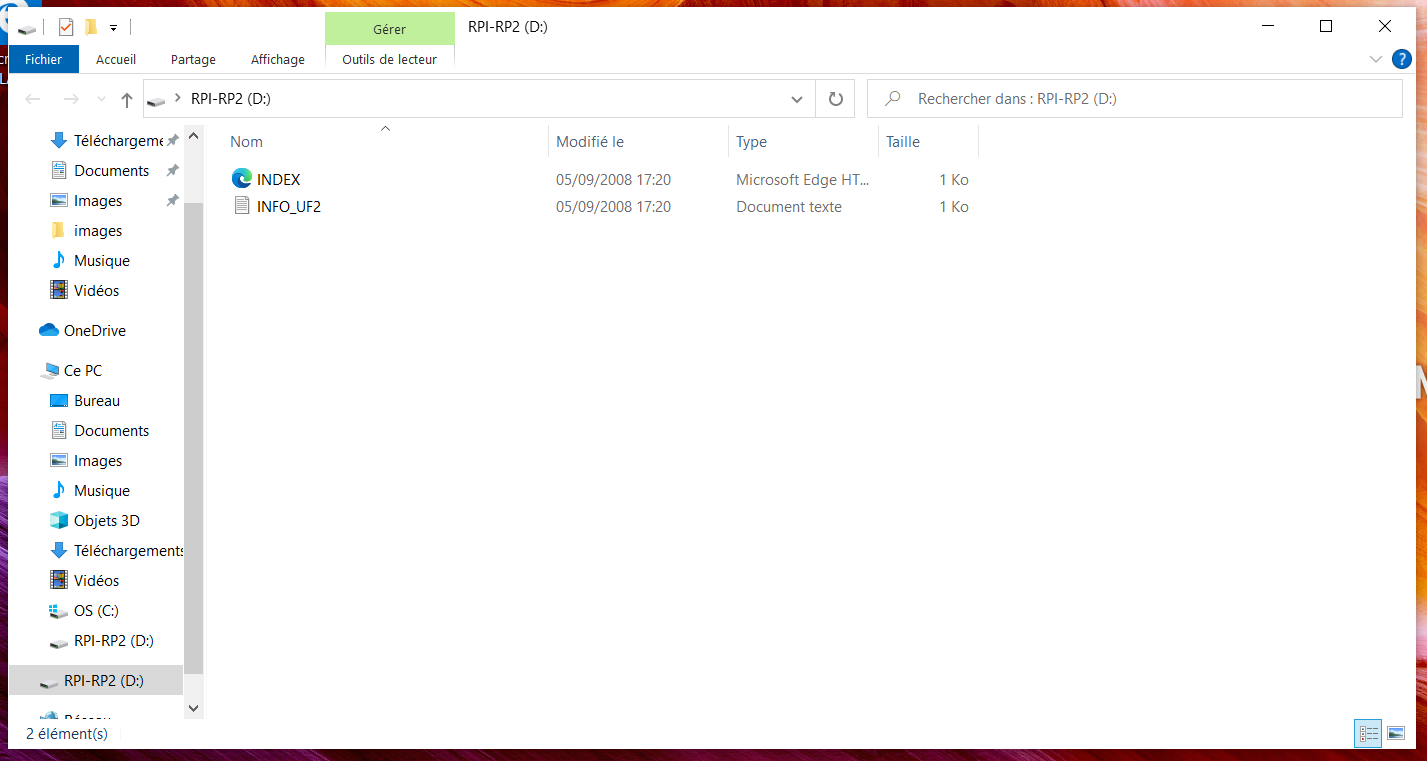 Gérer
RPI-RP2 (D:)
Fichier
Accueil
Partage
Affichage
Outils de lecteur
?
RPI-RP2 (D:)
Rechercher dans : RPI-RP2 (D:)
Nom
Modifié le
Type
Taille
INDEX 05/09/2008 17:20 Microsoft Edge HT... 1 Ko
INFO_UF2 05/09/2008 17:20 Document texte 1 Ko
Téléchargeme
Documents
Images
images
Musique
Vidéos
OneDrive
Ce PC
Bureau
Documents
Images
Musique
Objets 3D
Téléchargements
Vidéos
OS (C:)
RPI-RP2 (D:)
RPI-RP2 (D:)
Réseau
2 élément(s)